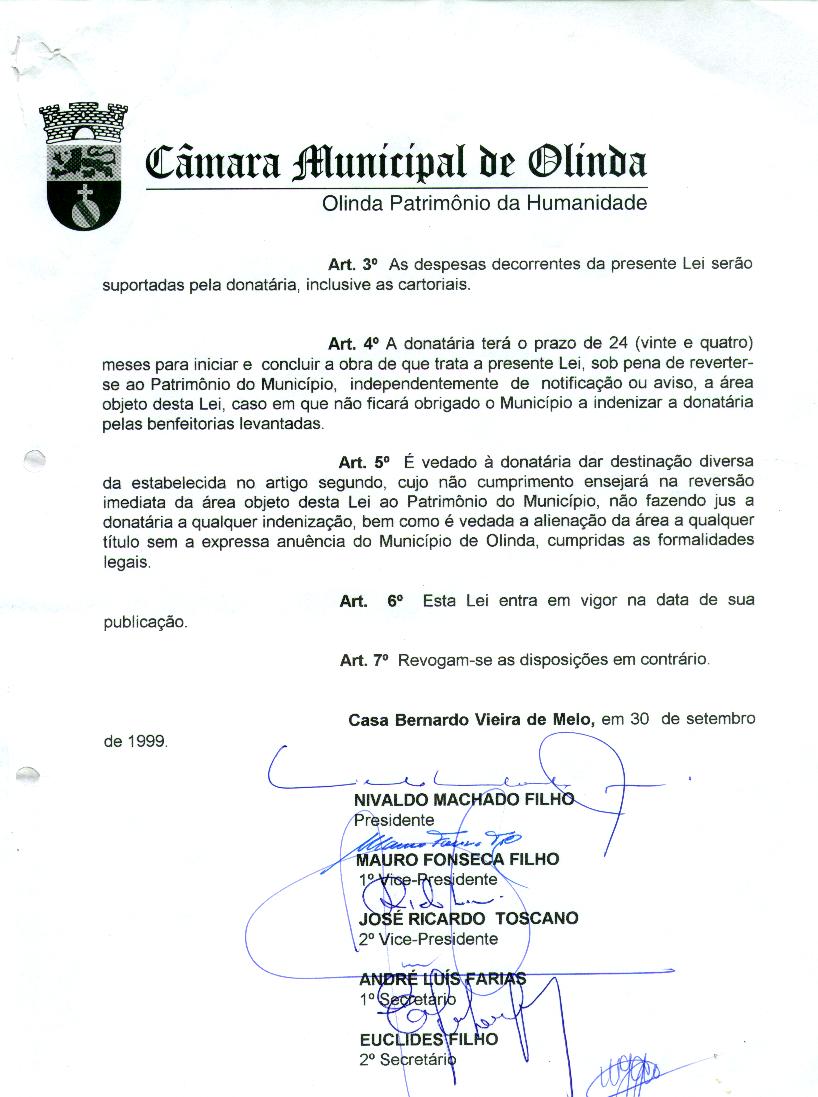 Câmara Municipal de Olinda
Olinda Patrimônio da Humanidade
Art. 3º As despesas decorrentes da presente Lei serão
suportadas pela donatária, inclusive as cartoriais.
Art. 4º A donatária terá o prazo de 24 (vinte e quatro)
meses para iniciar e concluir a obra de que trata a presente Lei, sob pena de reverter-
se ao Patrimônio do Município, independentemente de notificação ou aviso, a área
objeto desta Lei, caso em que não ficará obrigado o Município a indenizar a donatária
pelas benfeitorias levantadas.
Art. 5º É vedado à donatária dar destinação diversa
da estabelecida no artigo segundo, cujo não cumprimento ensejará na reversão
imediata da área objeto desta Lei ao Patrimônio do Município, não fazendo jus a
donatária a qualquer indenização, bem como é vedada a alienação da área a qualquer
título sem a expressa anuência do Município de Olinda, cumpridas as formalidades
legais.
Art. 6º Esta Lei entra em vigor na data de sua
publicação.
Art. 7º Revogam-se as disposições em contrário.
Casa Bernardo Vieira de Melo, em 30 de setembro
de 1999.
NIVALDO MACHADO FILHO
Presidente
MAURO FONSECA FILHO
1º Vice-Presidente
JOSÉ RICARDO TOSCANO
2º Vice-Presidente
ANDRÉ LUÍS FARIAS
1º Secretário
EUCLIDES FILHO
2º Secretário